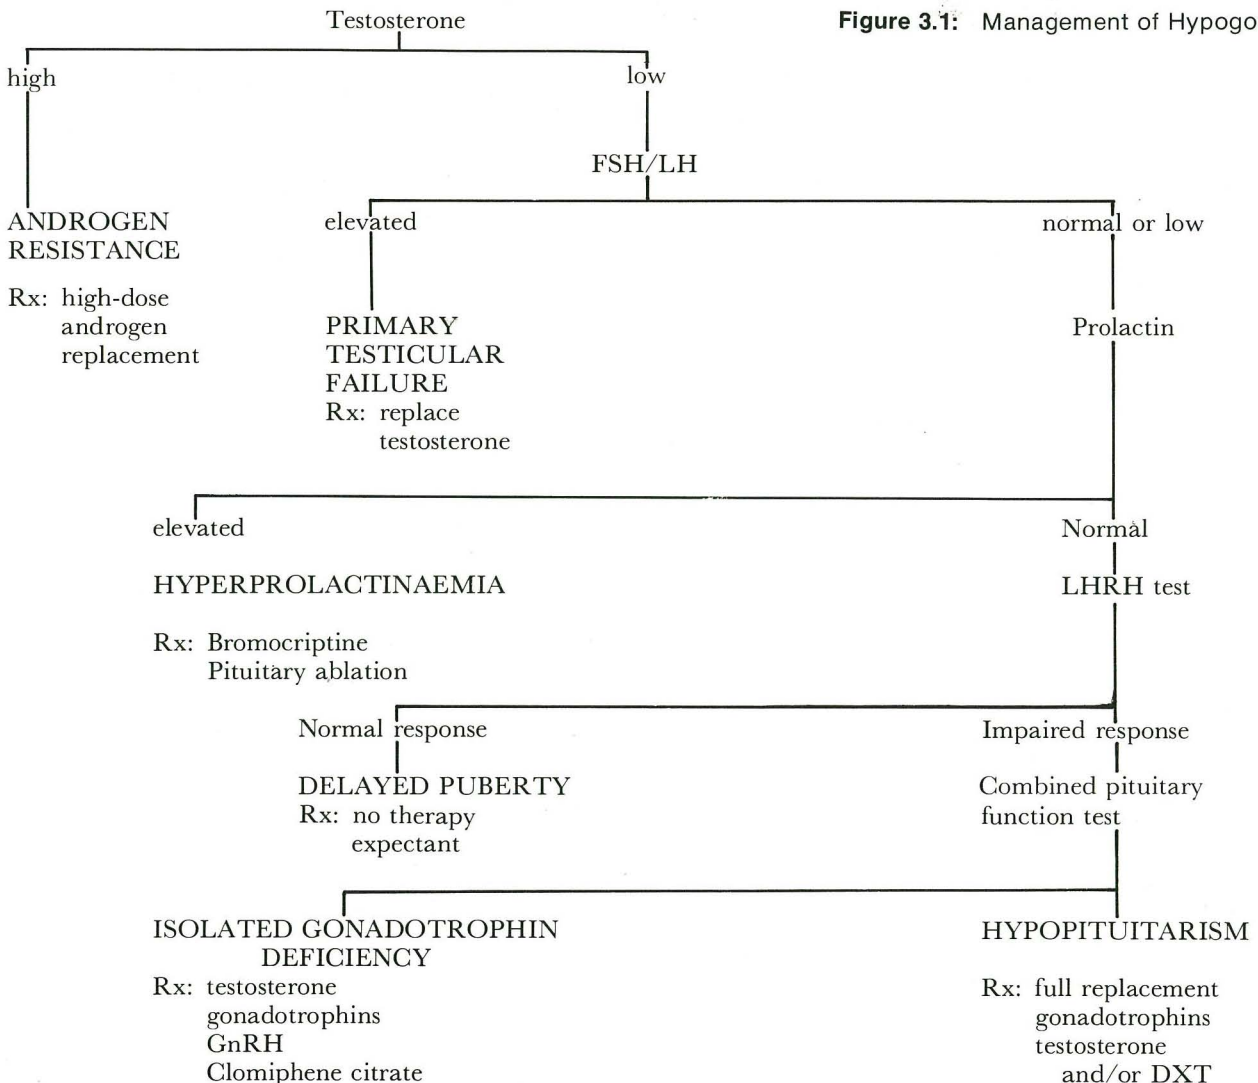 Testosterone
Figure 3.1: Management of Hypogo
high
low
FSH/LH
ANDROGEN
RESISTANCE
Rx: high-dose
androgen
replacement
elevated
normal or low
PRIMARY
TESTICULAR
FAILURE
Rx: replace
testosterone
Prolactin
elevated
Normal
HYPERPROLACTINAEMIA
Rx: Bromocriptine
Pituitary ablation
LHRH test
Normal response
Impaired response
DELAYED PUBERTY
Rx: no therapy
expectant
Combined pituitary
function test
ISOLATED GONADOTROPHIN
DEFICIENCY
Rx: testosterone
gonadotrophins
GnRH
Clomiphene citrate
HYPOPITUITARISM
Rx: full replacement
gonadotrophins
testosterone
and/or DXT